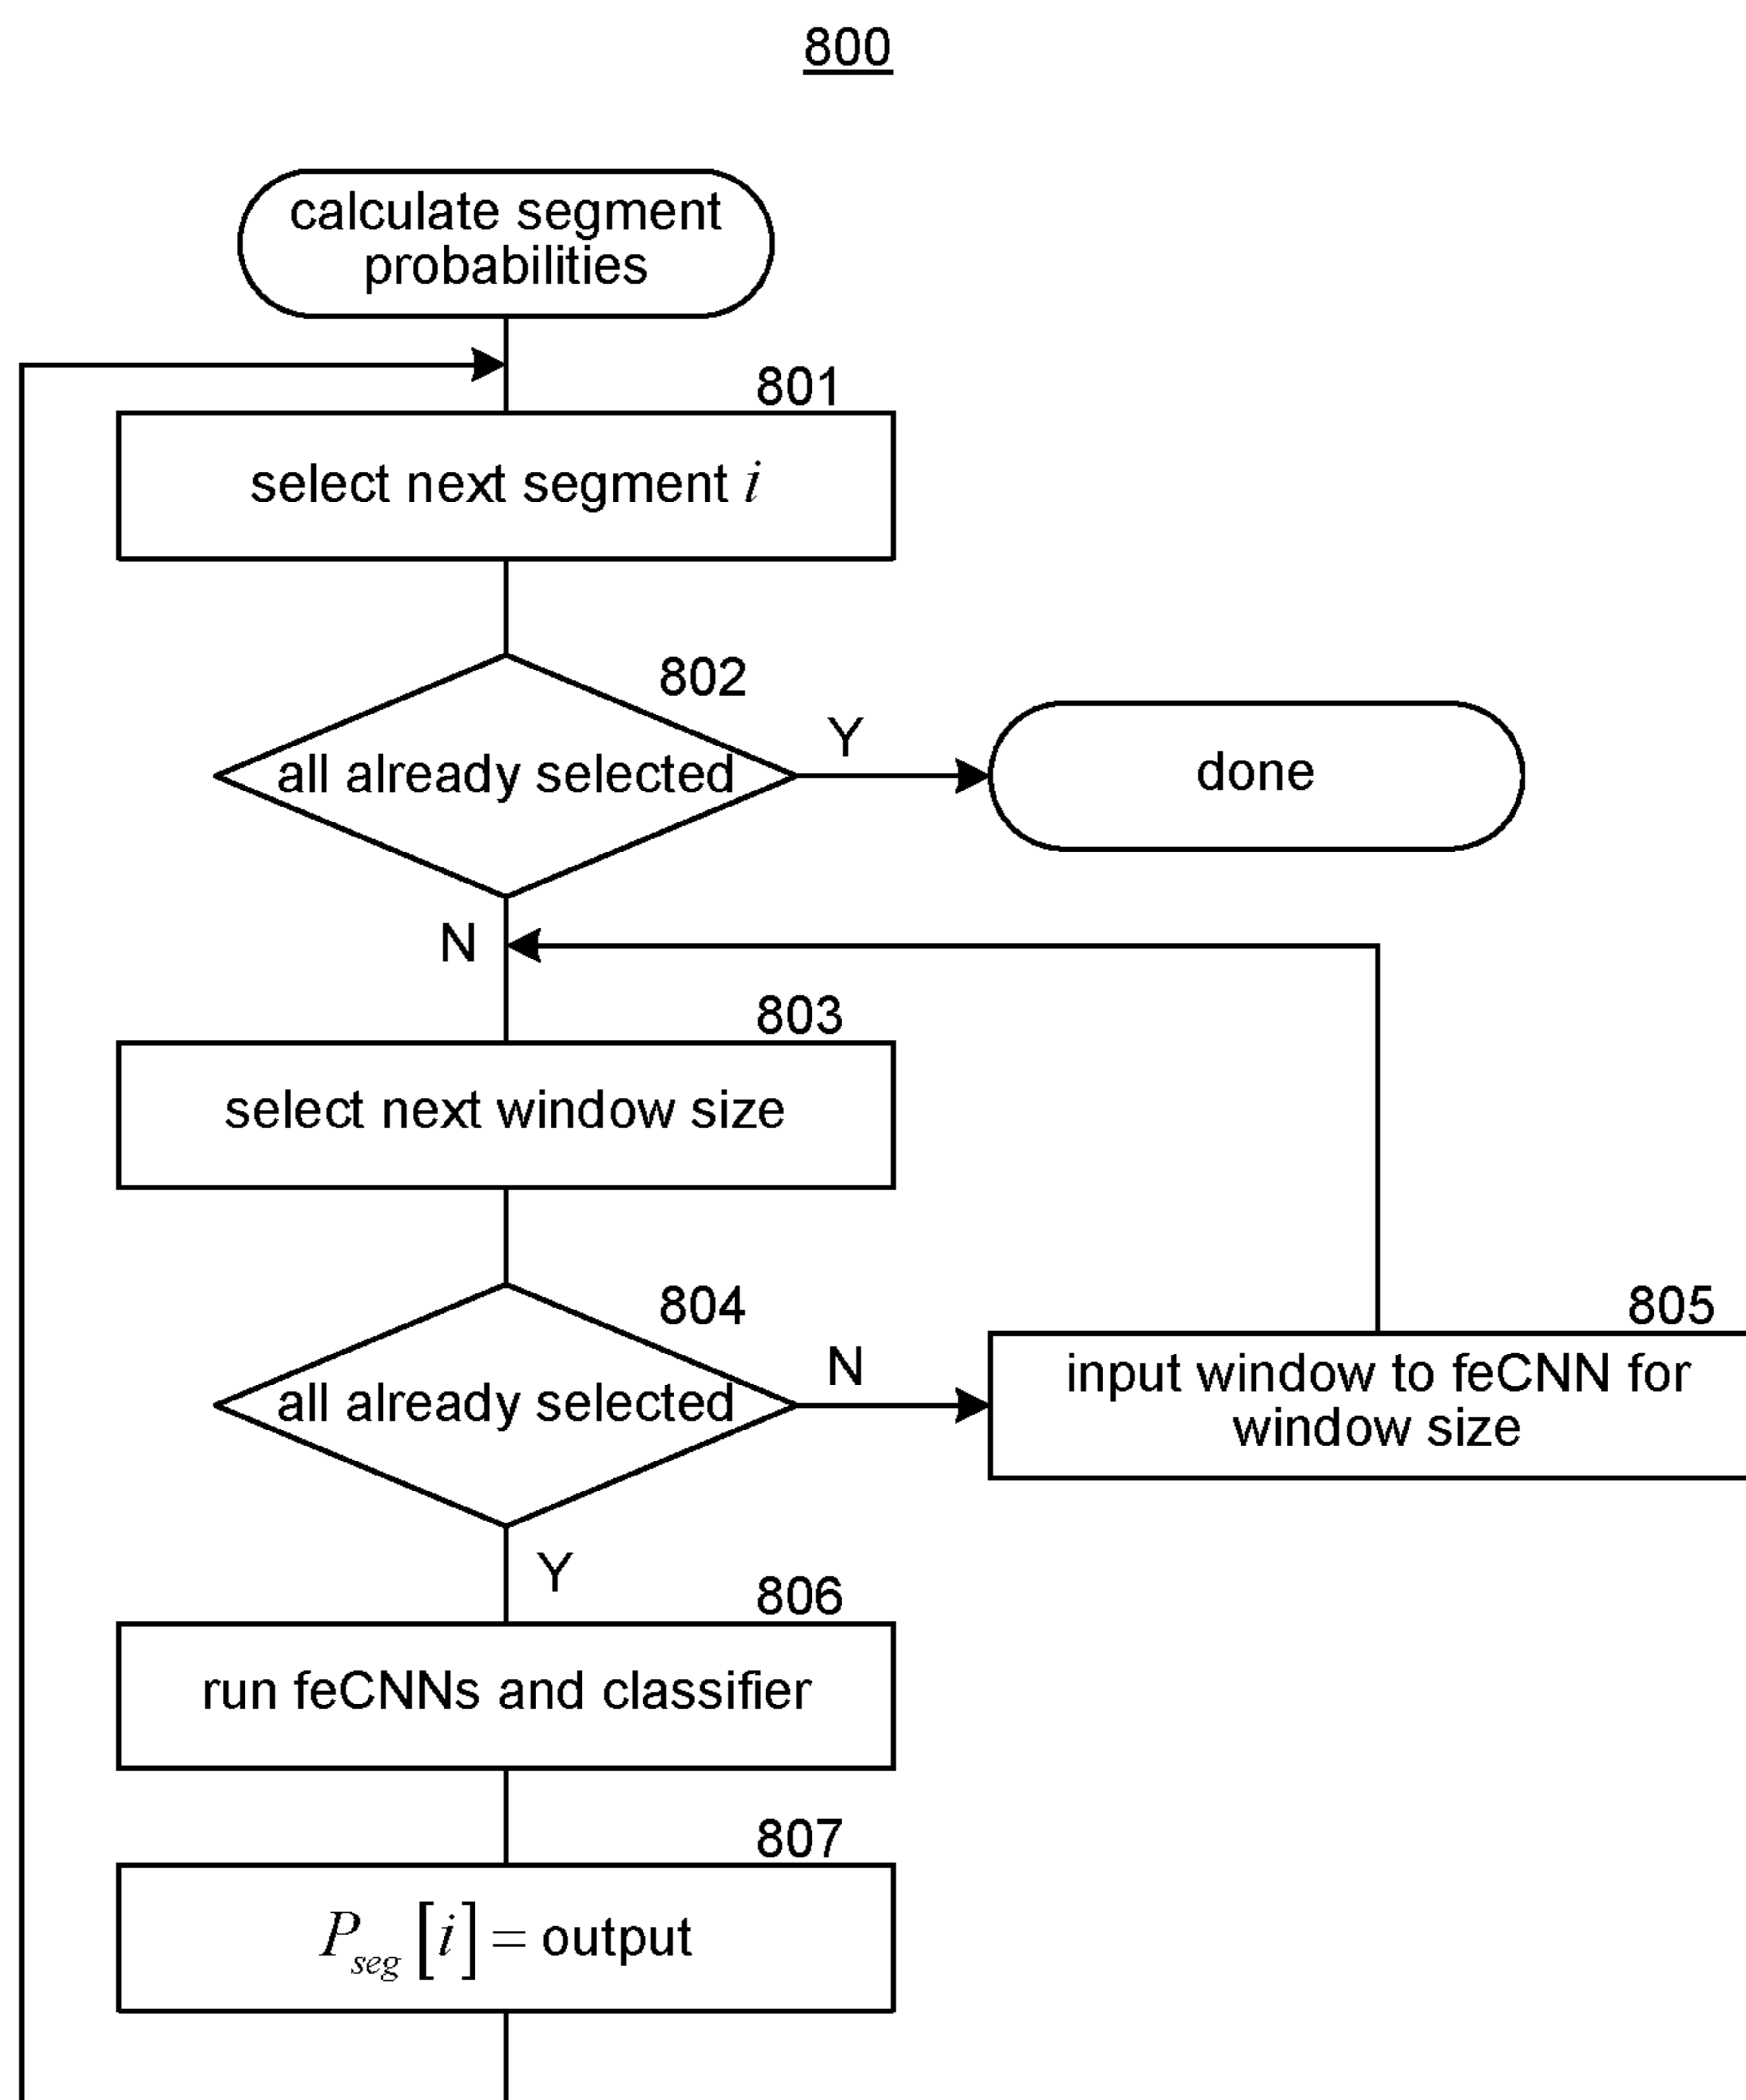 800
calculate segment
probabilities
801
select next segment i
802
all already selected
Y
done
N
803
select next window size
804
all already selected
N
805
input window to feCNN for
window size
Y
806
run feCNNs and classifier
807
P_seg [i] = output